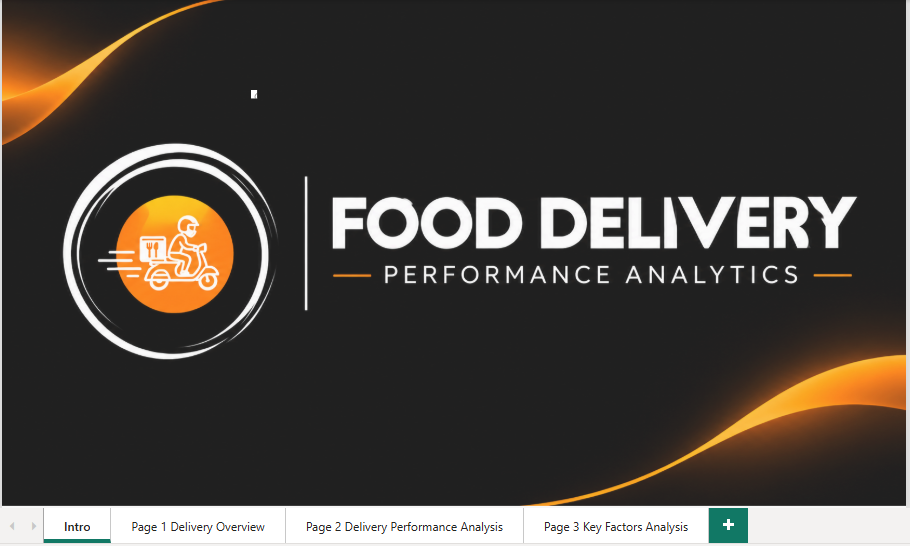 FOOD DELIVERY
PERFORMANCE ANALYTICS
Intro
Page 1 Delivery Overview
Page 2 Delivery Performance Analysis
Page 3 Key Factors Analysis
+